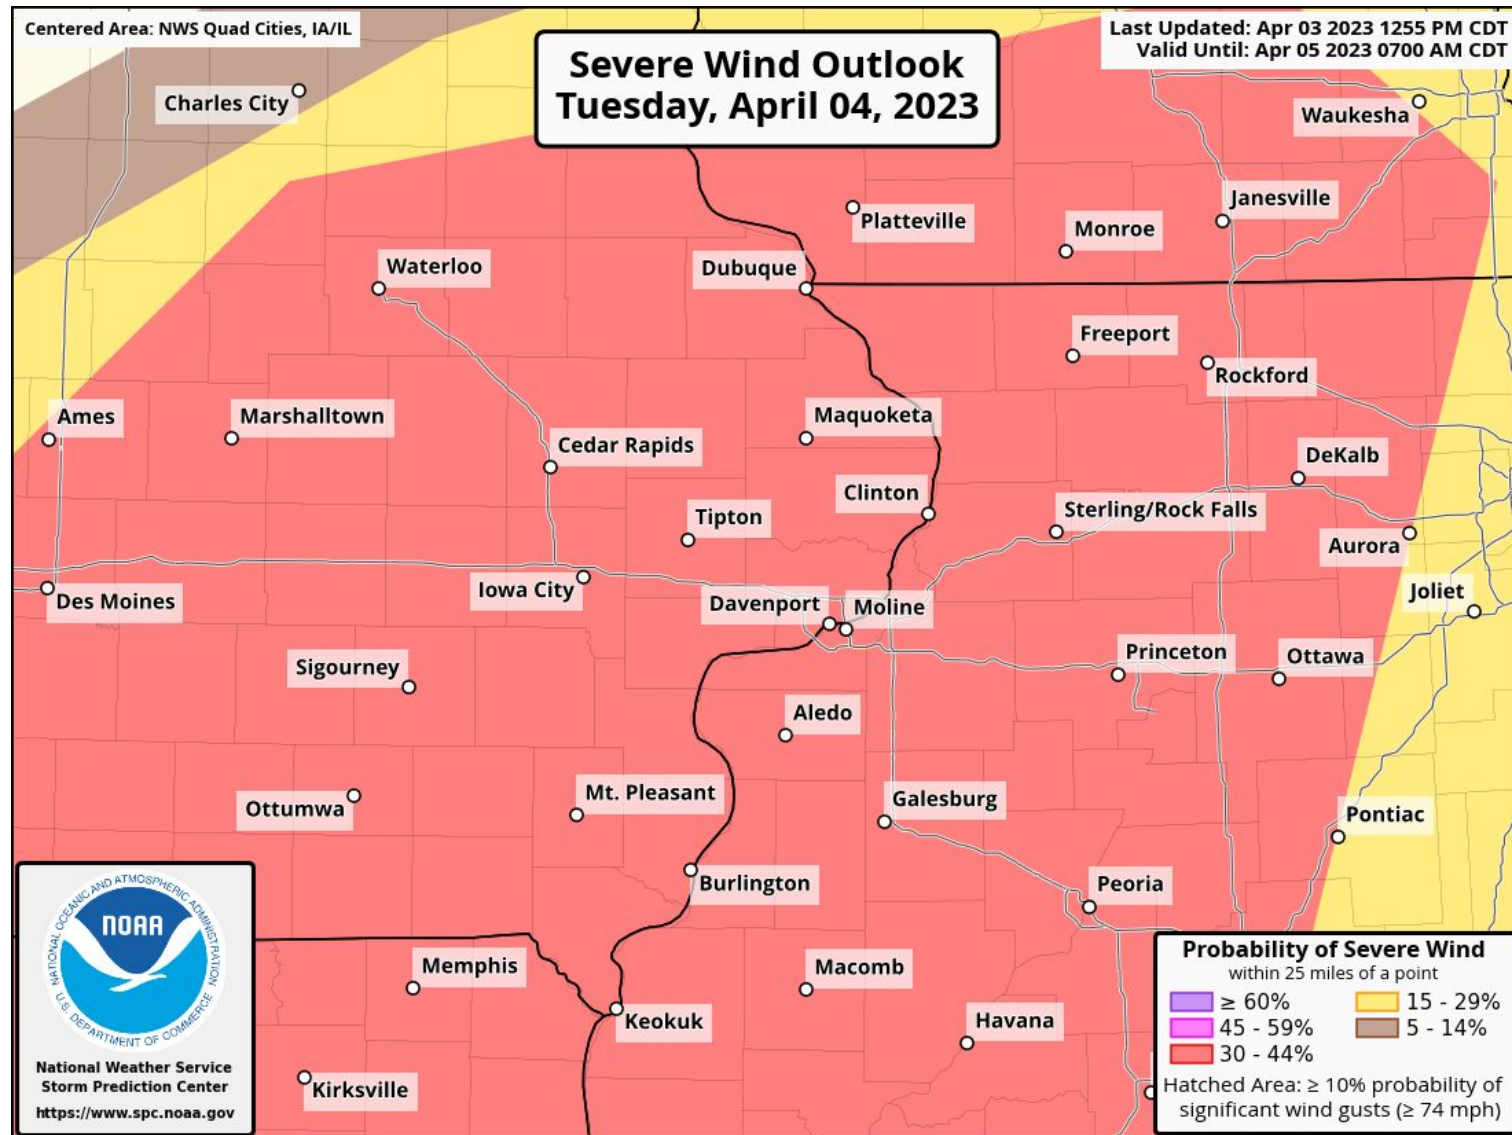 Centered Area: NWS Quad Cities, IA/IL
Severe Wind Outlook
Tuesday, April 04, 2023
Last Updated: Apr 03 2023 1255 PM CDT
Valid Until: Apr 05 2023 0700 AM CDT
Charles City
Waukesha
Platteville
Janesville
Monroe
Waterloo
Dubuque
Freeport
Rockford
Ames
Marshalltown
Maquoketa
Cedar Rapids
DeKalb
Clinton
Tipton
Sterling/Rock Falls
Aurora
Iowa City
Des Moines
Davenport
Moline
Joliet
Sigourney
Princeton
Ottawa
Aledo
Ottumwa
Mt. Pleasant
Galesburg
Pontiac
Burlington
Peoria
Memphis
Macomb
Keokuk
Havana
Kirksville
NATIONAL OCEANIC AND ATMOSPHERIC ADMINISTRATION
NOAA
U.S. DEPARTMENT OF COMMERCE
National Weather Service
Storm Prediction Center
https://www.spc.noaa.gov
Probability of Severe Wind
within 25 miles of a point
≥ 60%
45 - 59%
30 - 44%
15 - 29%
5 - 14%
Hatched Area: ≥ 10% probability of
significant wind gusts (≥ 74 mph)